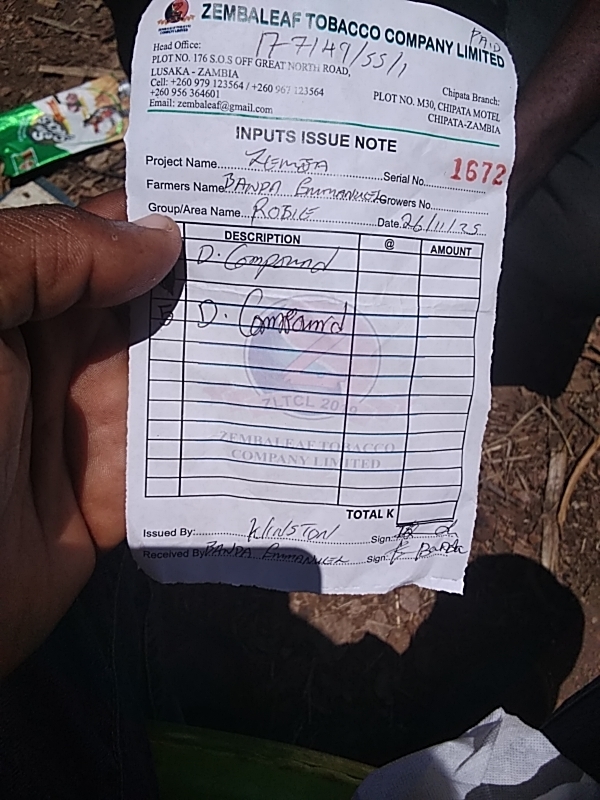 ZEMBALEAF TOBACCO COMPANY LIMITED
PAID
177149/55/1
Head Office:
PLOT NO. 176 S.O.S OFF GREAT NORTH ROAD,
LUSAKA - ZAMBIA
Cell: +260 979 123564 / +260 967 123564
+260 956 364601
Email: zembaleaf@gmail.com
Chipata Branch:
PLOT NO. M30, CHIPATA MOTEL
CHIPATA-ZAMBIA
INPUTS ISSUE NOTE
Project Name Serial No. 1672
Farmers Name BANDA EMMANUEL Growers No.
Group/Area Name ROBIE Date 26/11/25
DESCRIPTION @ AMOUNT
D. Compound
D. Compound
ZLTCL
ZEMBALEAF TOBACCO
COMPANY LIMITED
TOTAL K
Issued By: WINSTON Sign:
Received By BANDA EMMANUEL Sign: Banda